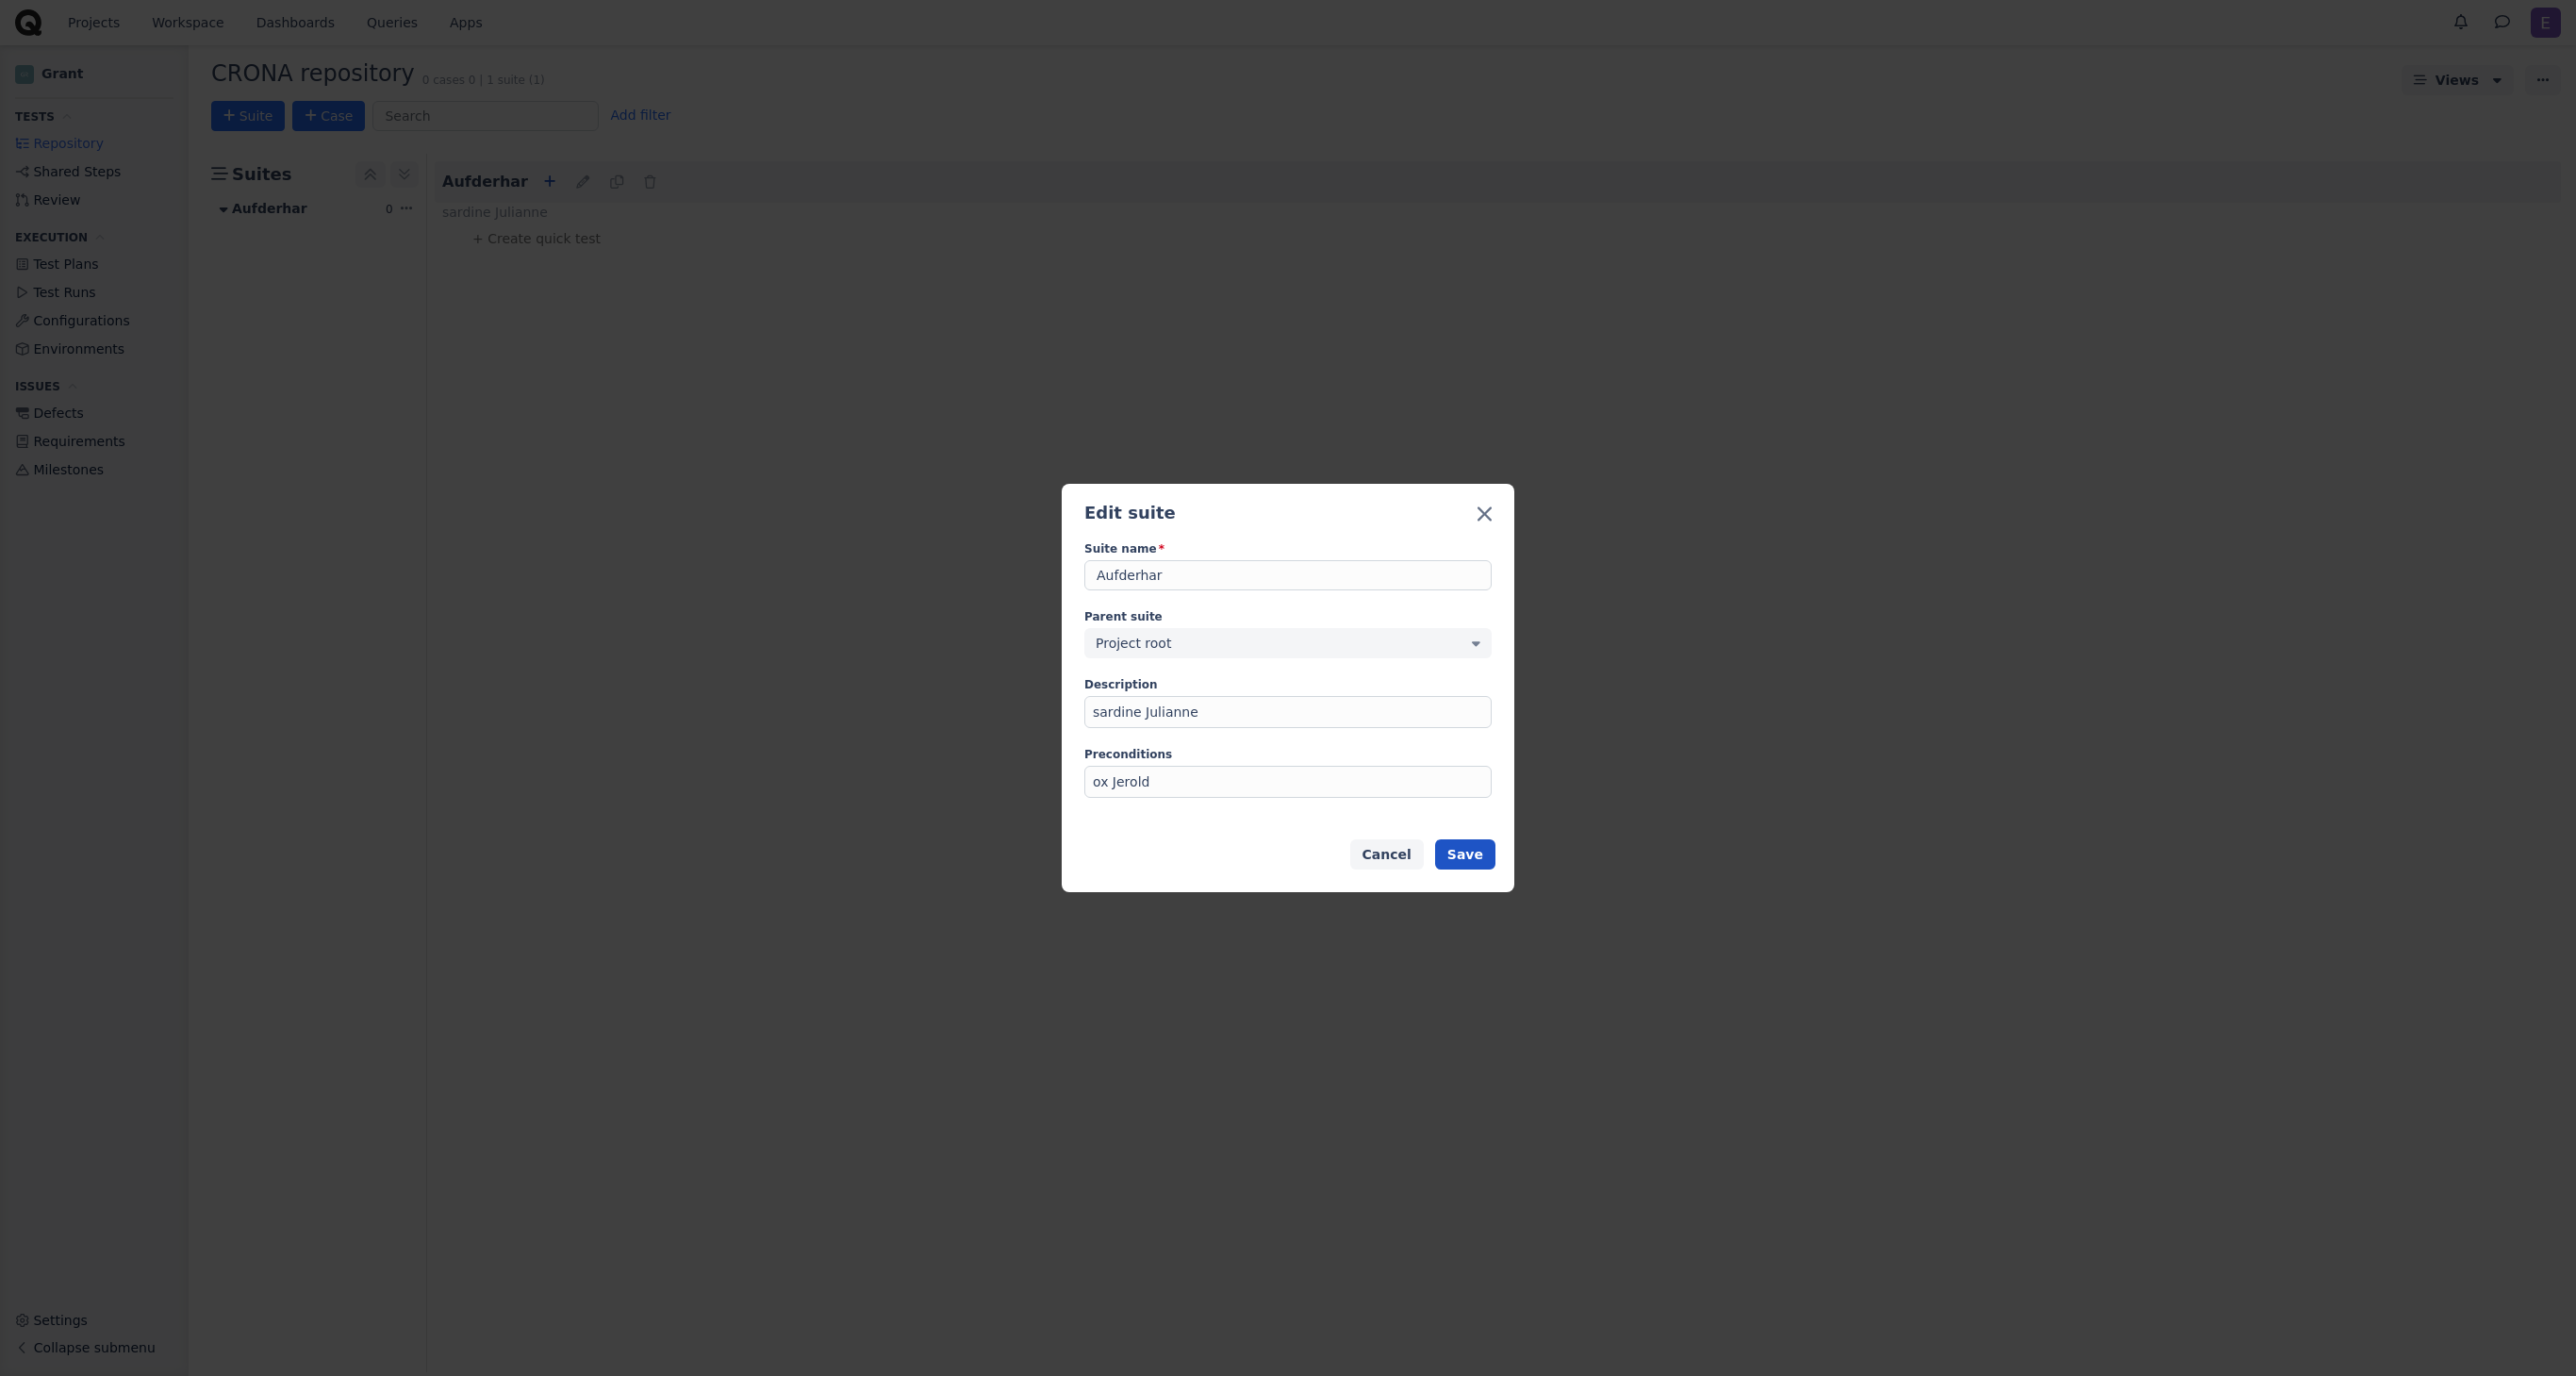 Projects Workspace Dashboards Queries Apps E
Grant
TESTS
Repository
Shared Steps
Review
EXECUTION
Test Plans
Test Runs
Configurations
Environments
ISSUES
Defects
Requirements
Milestones
Settings
Collapse submenu
CRONA repository 0 cases 0 | 1 suite (1)
Views
+ Suite + Case Search Add filter
Suites
Aufderhar 0
Aufderhar
sardine Julianne
+ Create quick test
Edit suite
Suite name*
Aufderhar
Parent suite
Project root
Description
sardine Julianne
Preconditions
ox Jerold
Cancel Save